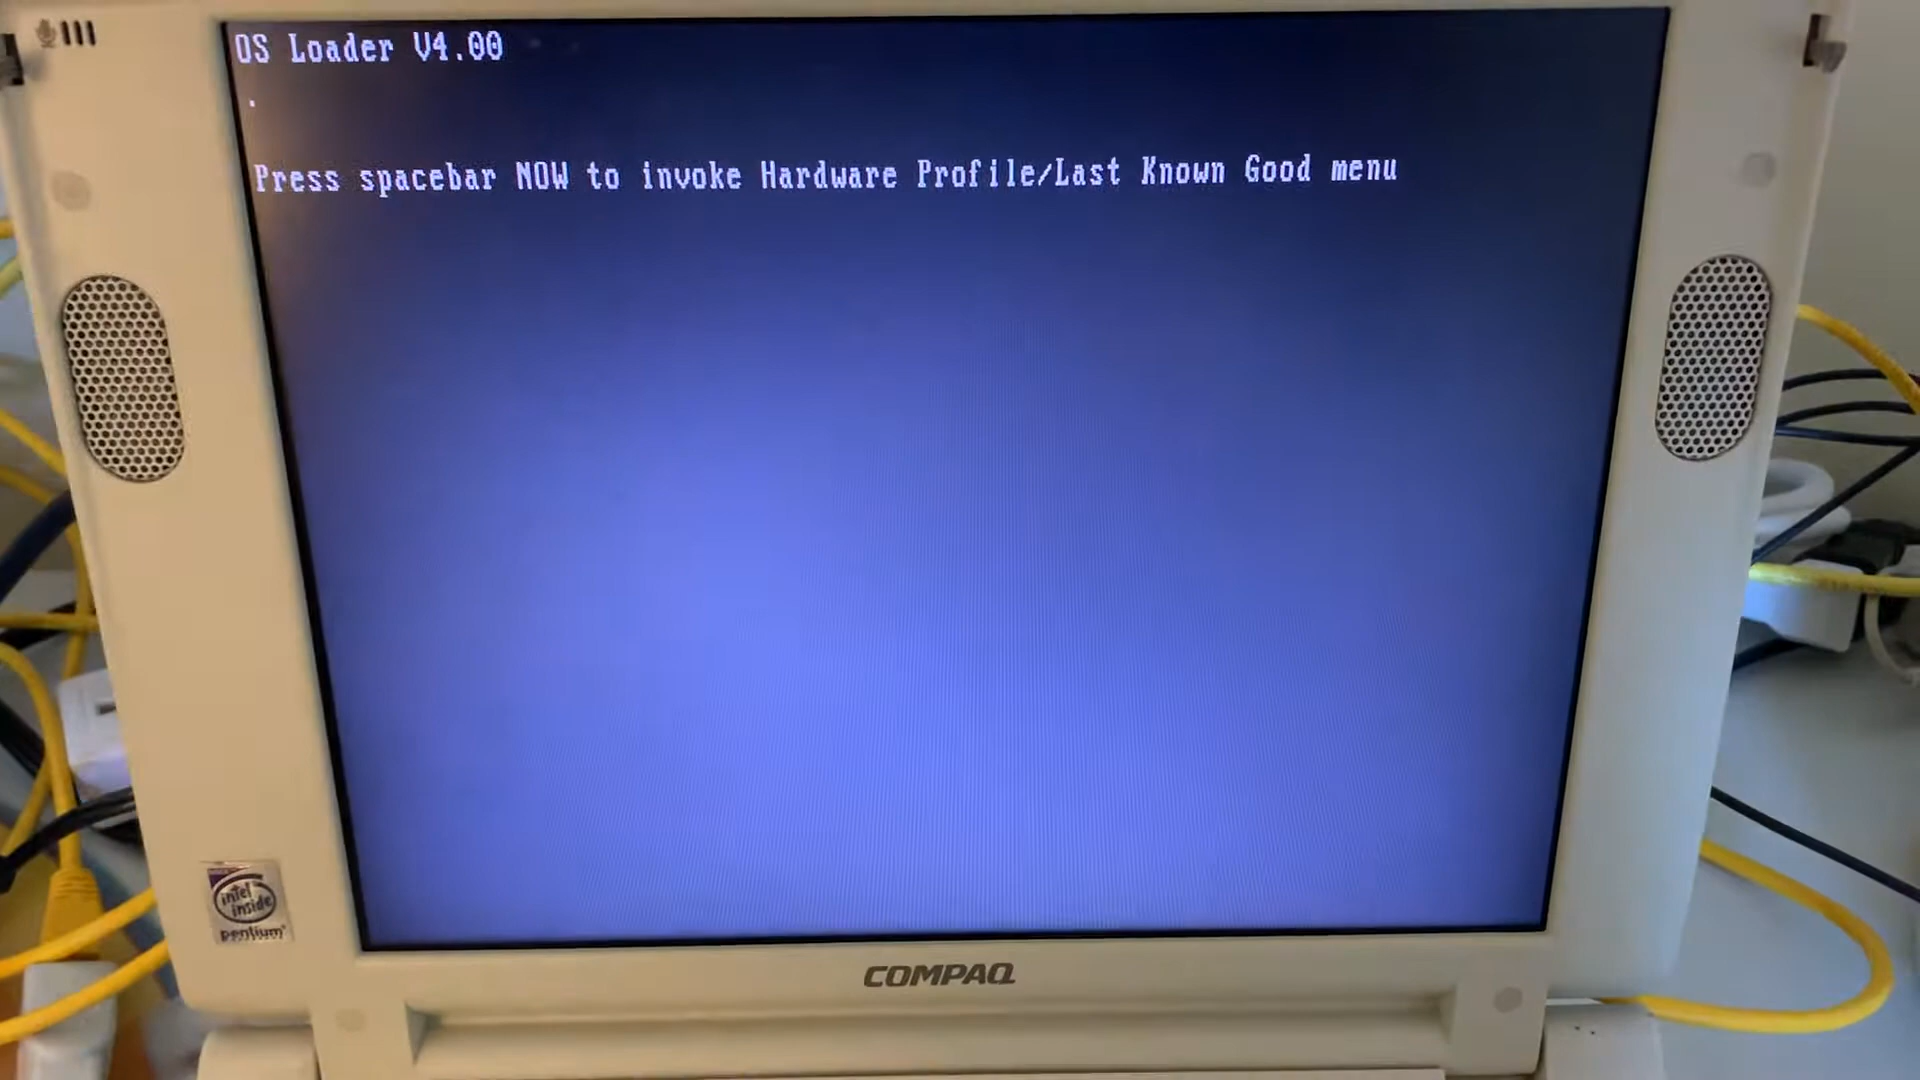 OS Loader V4.00
.
Press spacebar NOW to invoke Hardware Profile/Last Known Good menu
intel
inside
pentium®
COMPAQ